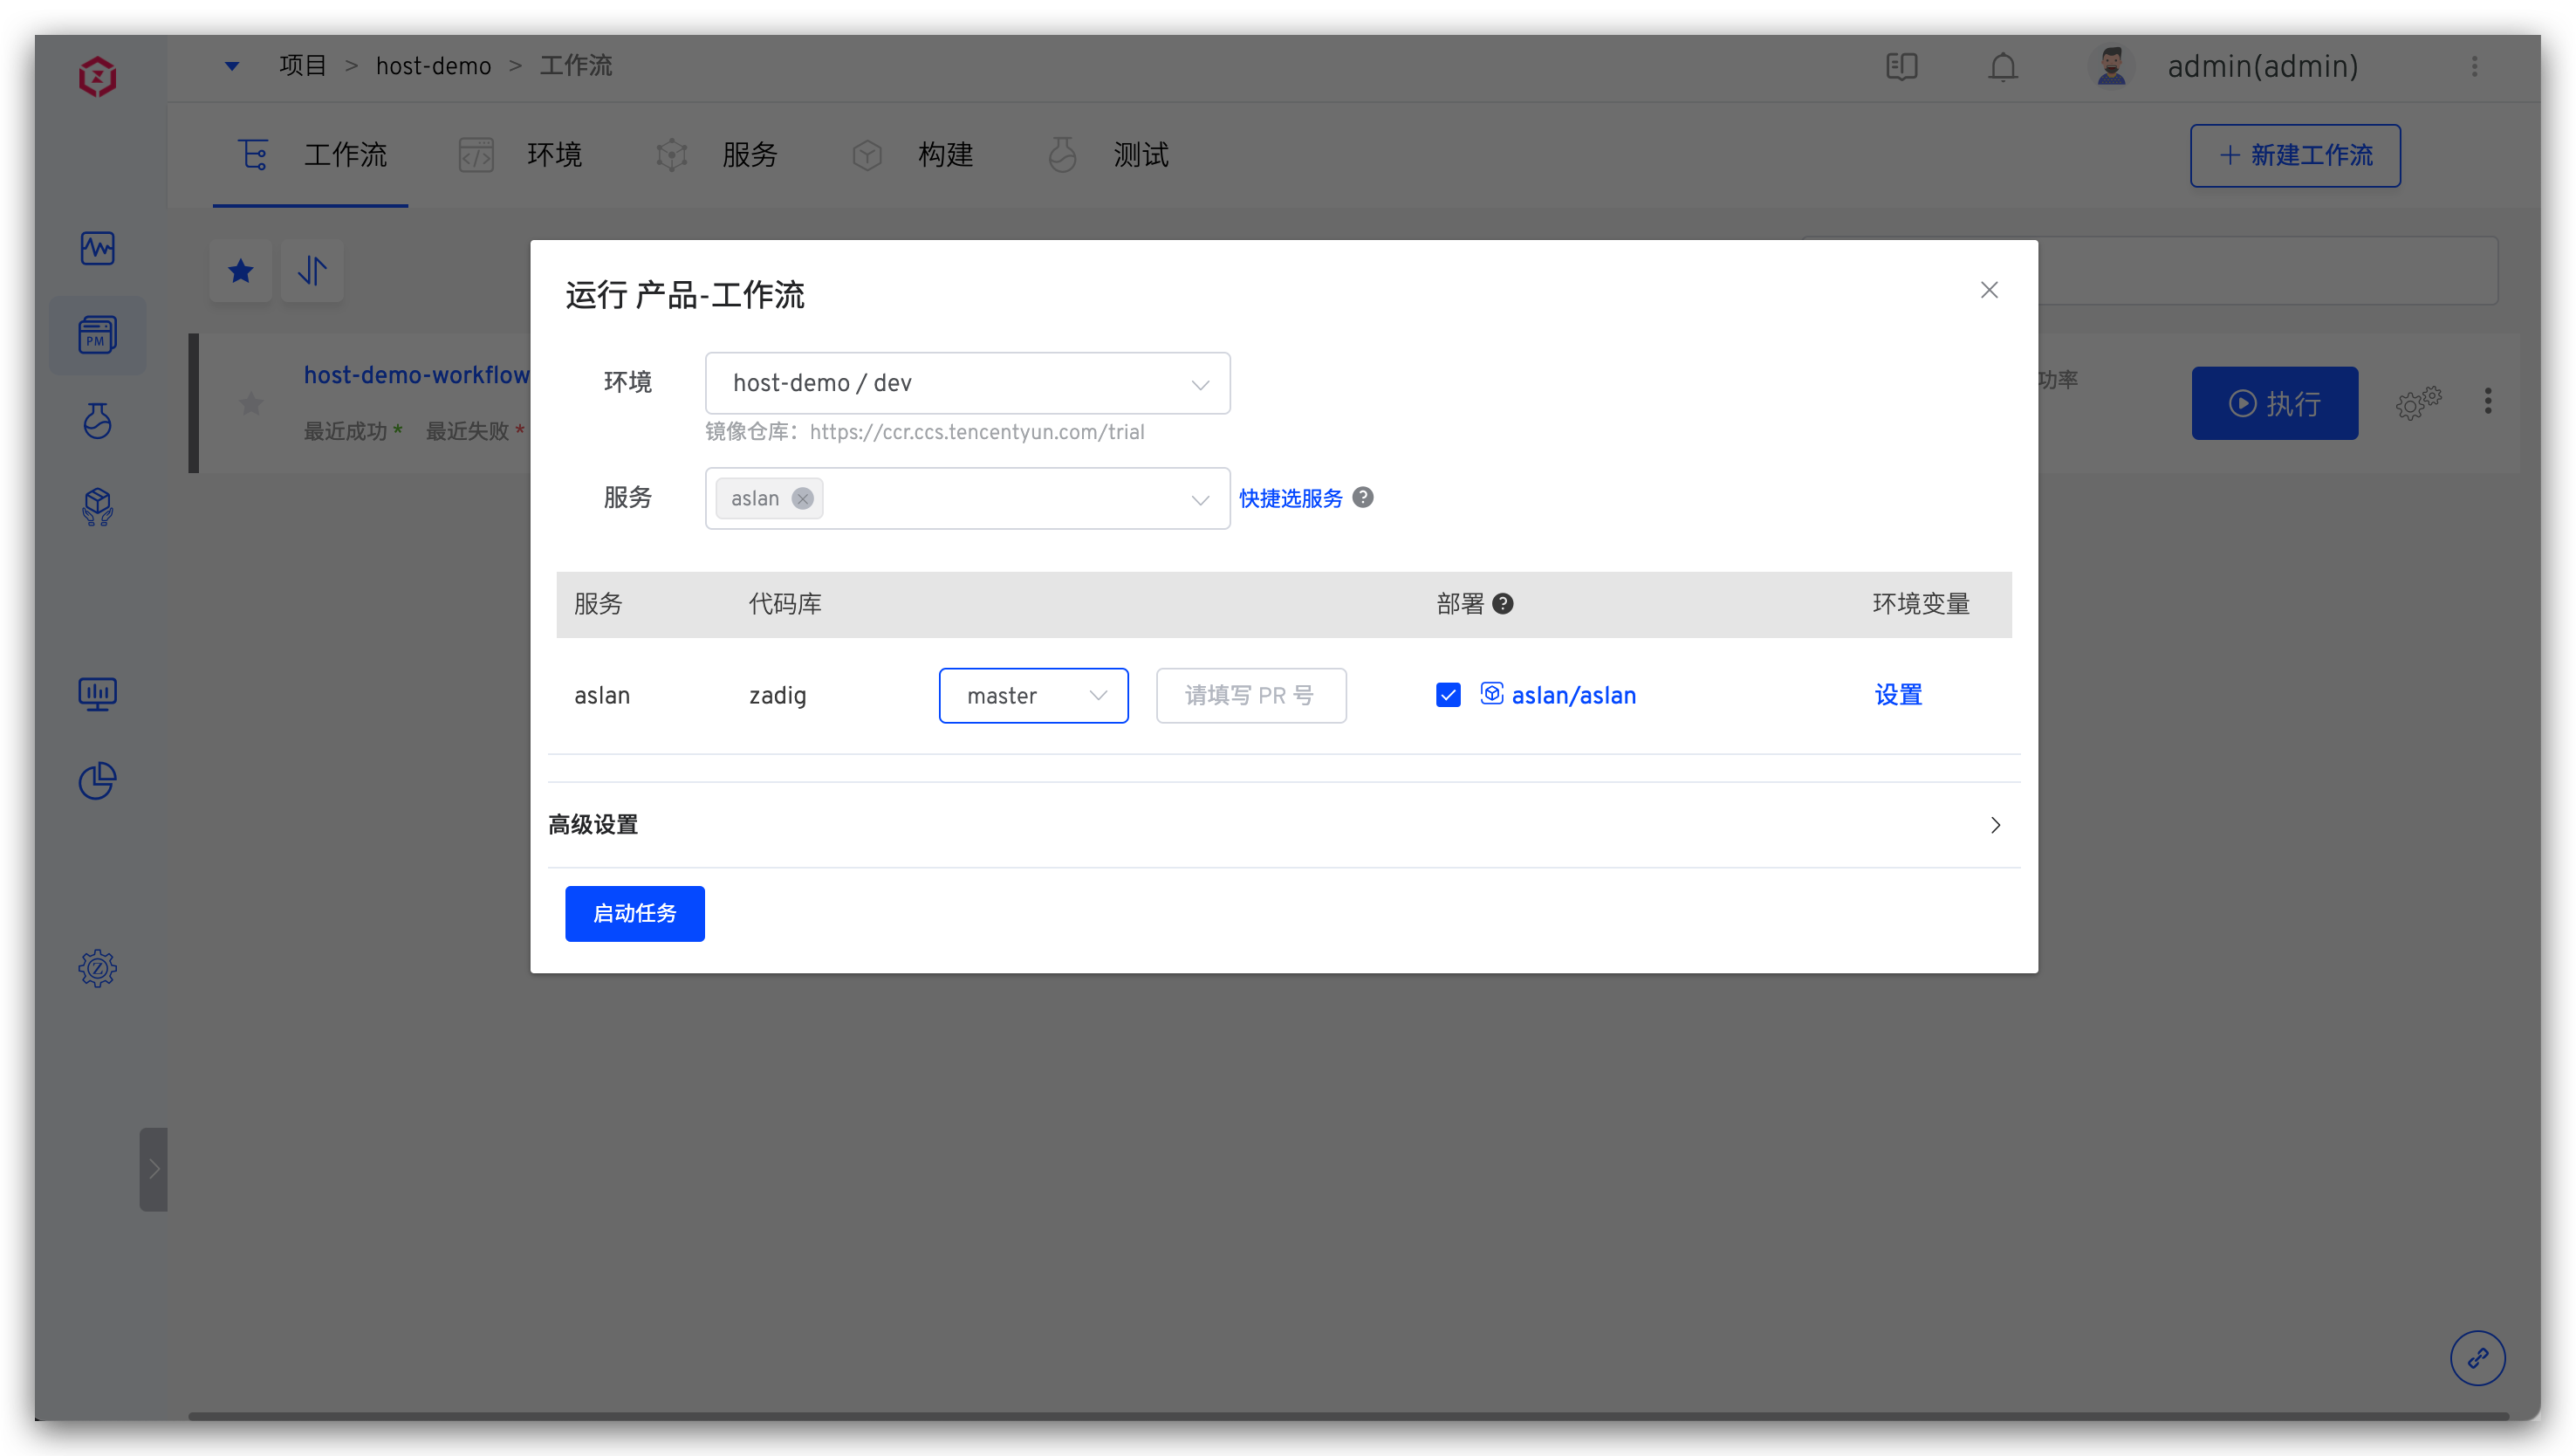 项目 > host-demo > 工作流
admin(admin)
工作流 环境 服务 构建 测试
+ 新建工作流
PM
host-demo-workflow
最近成功 * 最近失败 *
功率
执行
运行 产品-工作流
环境 host-demo / dev
镜像仓库：https://ccr.ccs.tencentyun.com/trial
服务 aslan 快捷选服务 ?
服务 代码库 部署 ? 环境变量
aslan zadig master 请填写 PR 号 aslan/aslan 设置
高级设置
启动任务